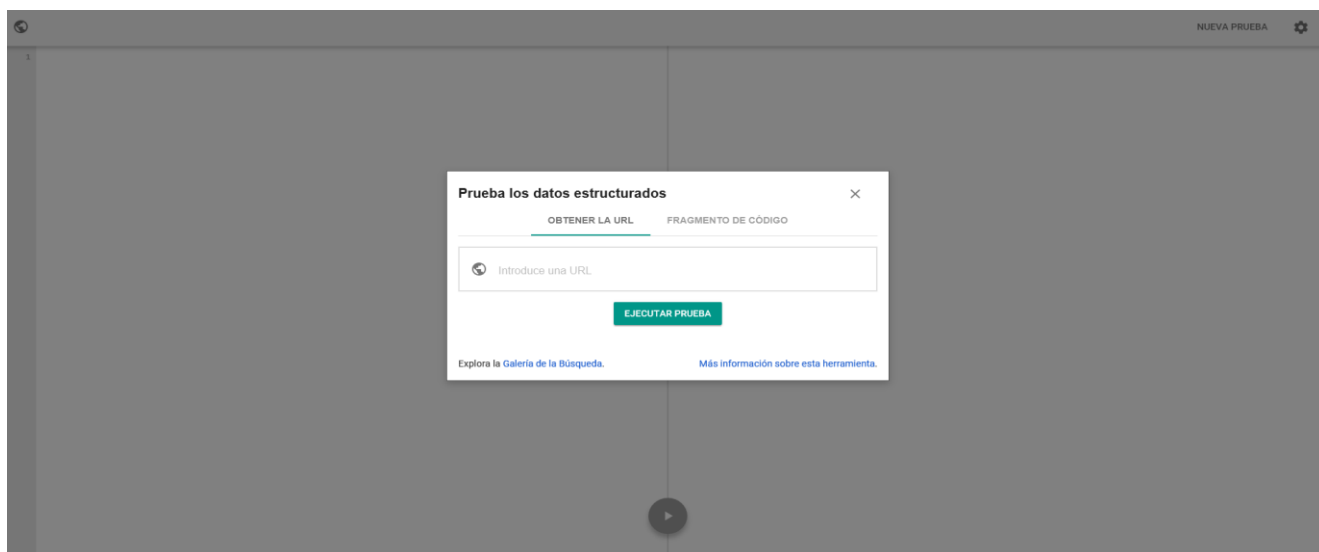 NUEVA PRUEBA
1
Prueba los datos estructurados
OBTENER LA URL FRAGMENTO DE CÓDIGO
Introduce una URL
EJECUTAR PRUEBA
Explora la Galería de la Búsqueda. Más información sobre esta herramienta.